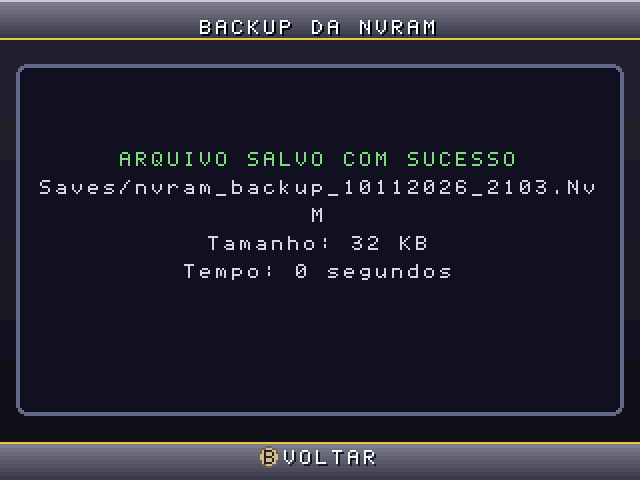 BACKUP DA NVRAM
ARQUIVO SALVO COM SUCESSO
Saves/nvram_backup_10112026_2103.Nv
M
Tamanho: 32 KB
Tempo: 0 segundos
B VOLTAR